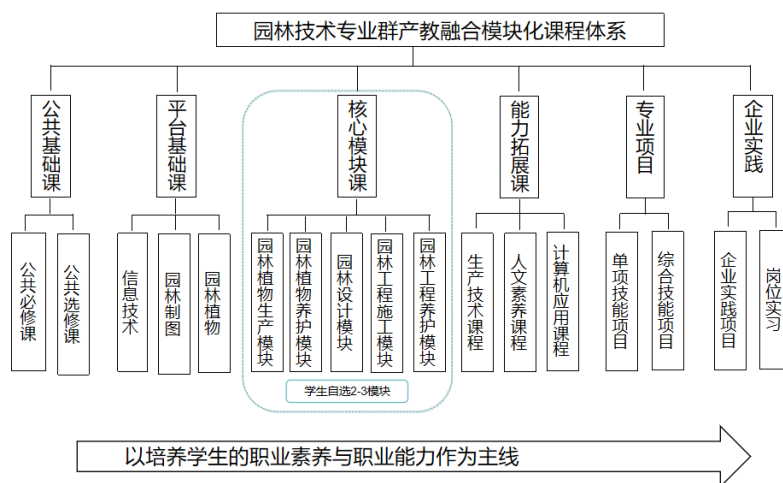 园林技术专业群产教融合模块化课程体系
公共基础课
平台基础课
核心模块课
能力拓展课
专业项目
企业实践
公共必修课
公共选修课
信息技术
园林制图
园林植物
园林植物生产模块
园林植物养护模块
园林设计模块
园林工程施工模块
园林工程养护模块
生产技术课程
人文素养课程
计算机应用课程
单项技能项目
综合技能项目
企业实践项目
岗位实习
学生自选2-3模块
以培养学生的职业素养与职业能力作为主线